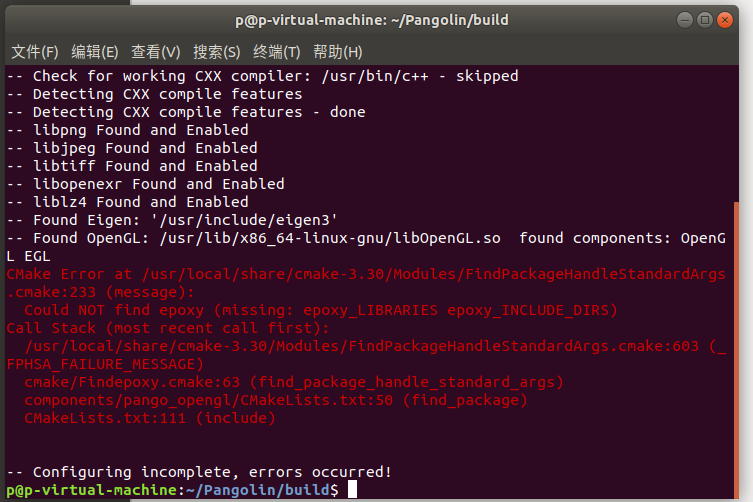 p@p-virtual-machine: ~/Pangolin/build
文件(F) 编辑(E) 查看(V) 搜索(S) 终端(T) 帮助(H)
-- Check for working CXX compiler: /usr/bin/c++ - skipped
-- Detecting CXX compile features
-- Detecting CXX compile features - done
-- libpng Found and Enabled
-- libjpeg Found and Enabled
-- libtiff Found and Enabled
-- libopenexr Found and Enabled
-- liblz4 Found and Enabled
-- Found Eigen: '/usr/include/eigen3'
-- Found OpenGL: /usr/lib/x86_64-linux-gnu/libOpenGL.so  found components: OpenG
L EGL
CMake Error at /usr/local/share/cmake-3.30/Modules/FindPackageHandleStandardArgs
.cmake:233 (message):
  Could NOT find epoxy (missing: epoxy_LIBRARIES epoxy_INCLUDE_DIRS)
Call Stack (most recent call first):
  /usr/local/share/cmake-3.30/Modules/FindPackageHandleStandardArgs.cmake:603 (_
FPHSA_FAILURE_MESSAGE)
  cmake/Findepoxy.cmake:63 (find_package_handle_standard_args)
  components/pango_opengl/CMakeLists.txt:50 (find_package)
  CMakeLists.txt:111 (include)
-- Configuring incomplete, errors occurred!
p@p-virtual-machine:~/Pangolin/build$